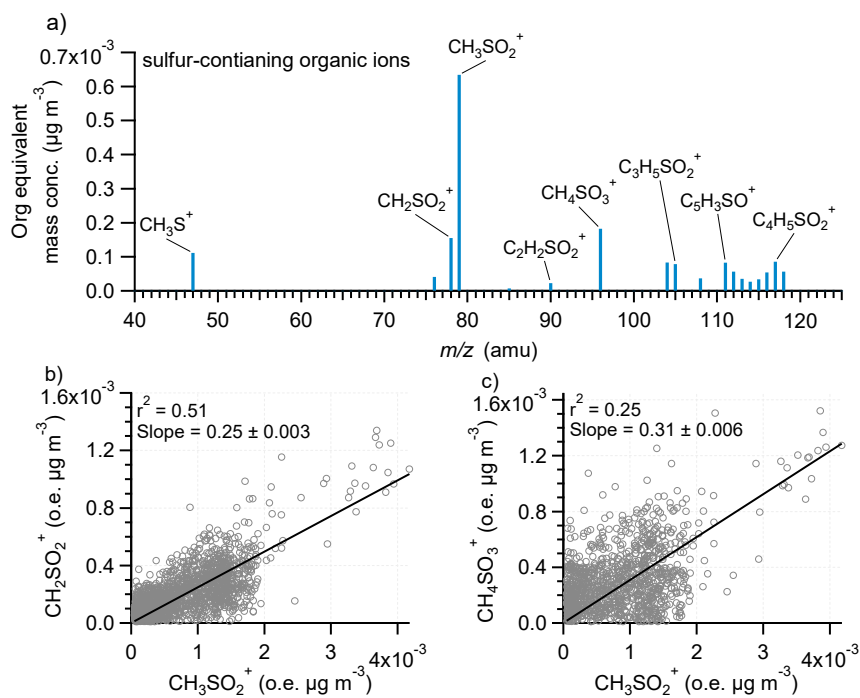 a)
Org equivalent
mass conc. (µg m⁻³)
0.7x10⁻³
0.6
0.5
0.4
0.3
0.2
0.1
0.0
sulfur-contianing organic ions
CH₃SO₂⁺
CH₃S⁺
CH₂SO₂⁺
C₂H₂SO₂⁺
CH₄SO₃⁺
C₃H₅SO₂⁺
C₅H₃SO⁺
C₄H₅SO₂⁺
40 60 70 80 90 100 110 120
m/z (amu)
b)
CH₂SO₂⁺ (o.e. µg m⁻³)
1.6x10⁻³
1.2
0.8
0.4
0.0
r² = 0.51
Slope = 0.25 ± 0.003
0 1 2 4x10⁻³
CH₃SO₂⁺ (o.e. µg m⁻³)
c)
CH₄SO₃⁺ (o.e. µg m⁻³)
1.6x10⁻³
1.2
0.8
0.4
0.0
r² = 0.25
Slope = 0.31 ± 0.006
0 1 2 3 4x10⁻³
CH₃SO₂⁺ (o.e. µg m⁻³)